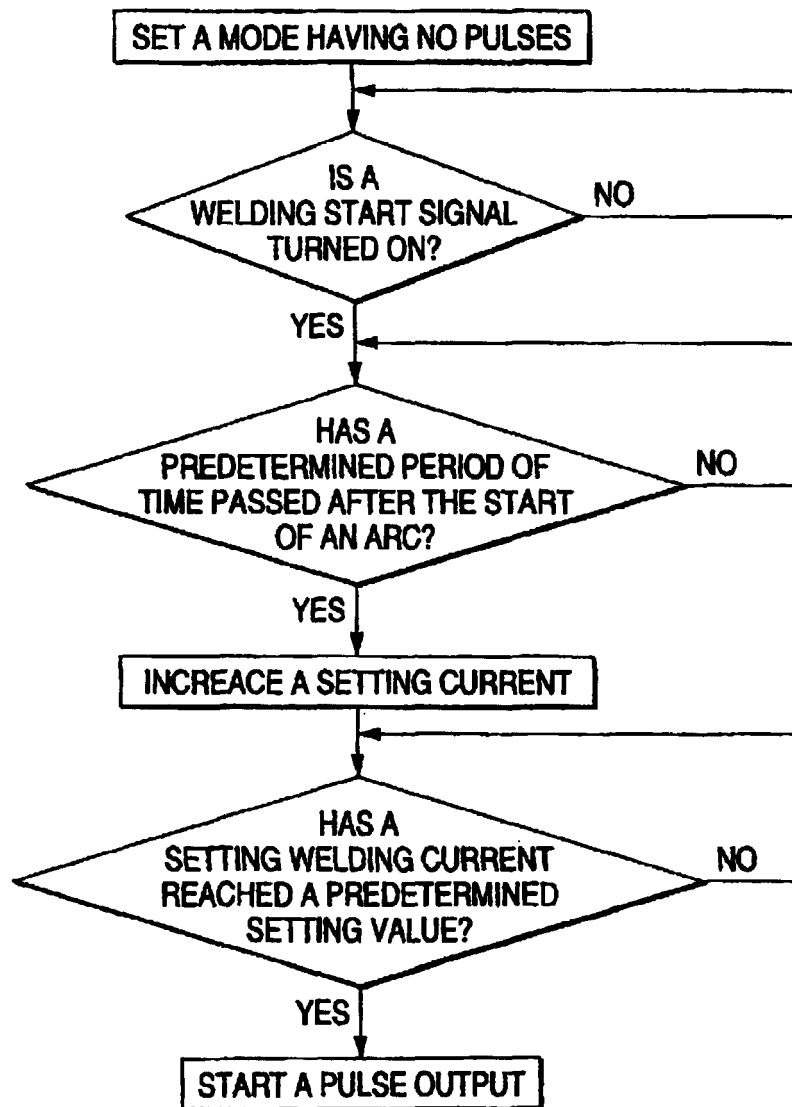 SET A MODE HAVING NO PULSES
IS A
WELDING START SIGNAL
TURNED ON?
NO
YES
HAS A
PREDETERMINED PERIOD OF
TIME PASSED AFTER THE START
OF AN ARC?
NO
YES
INCREACE A SETTING CURRENT
HAS A
SETTING WELDING CURRENT
REACHED A PREDETERMINED
SETTING VALUE?
NO
YES
START A PULSE OUTPUT